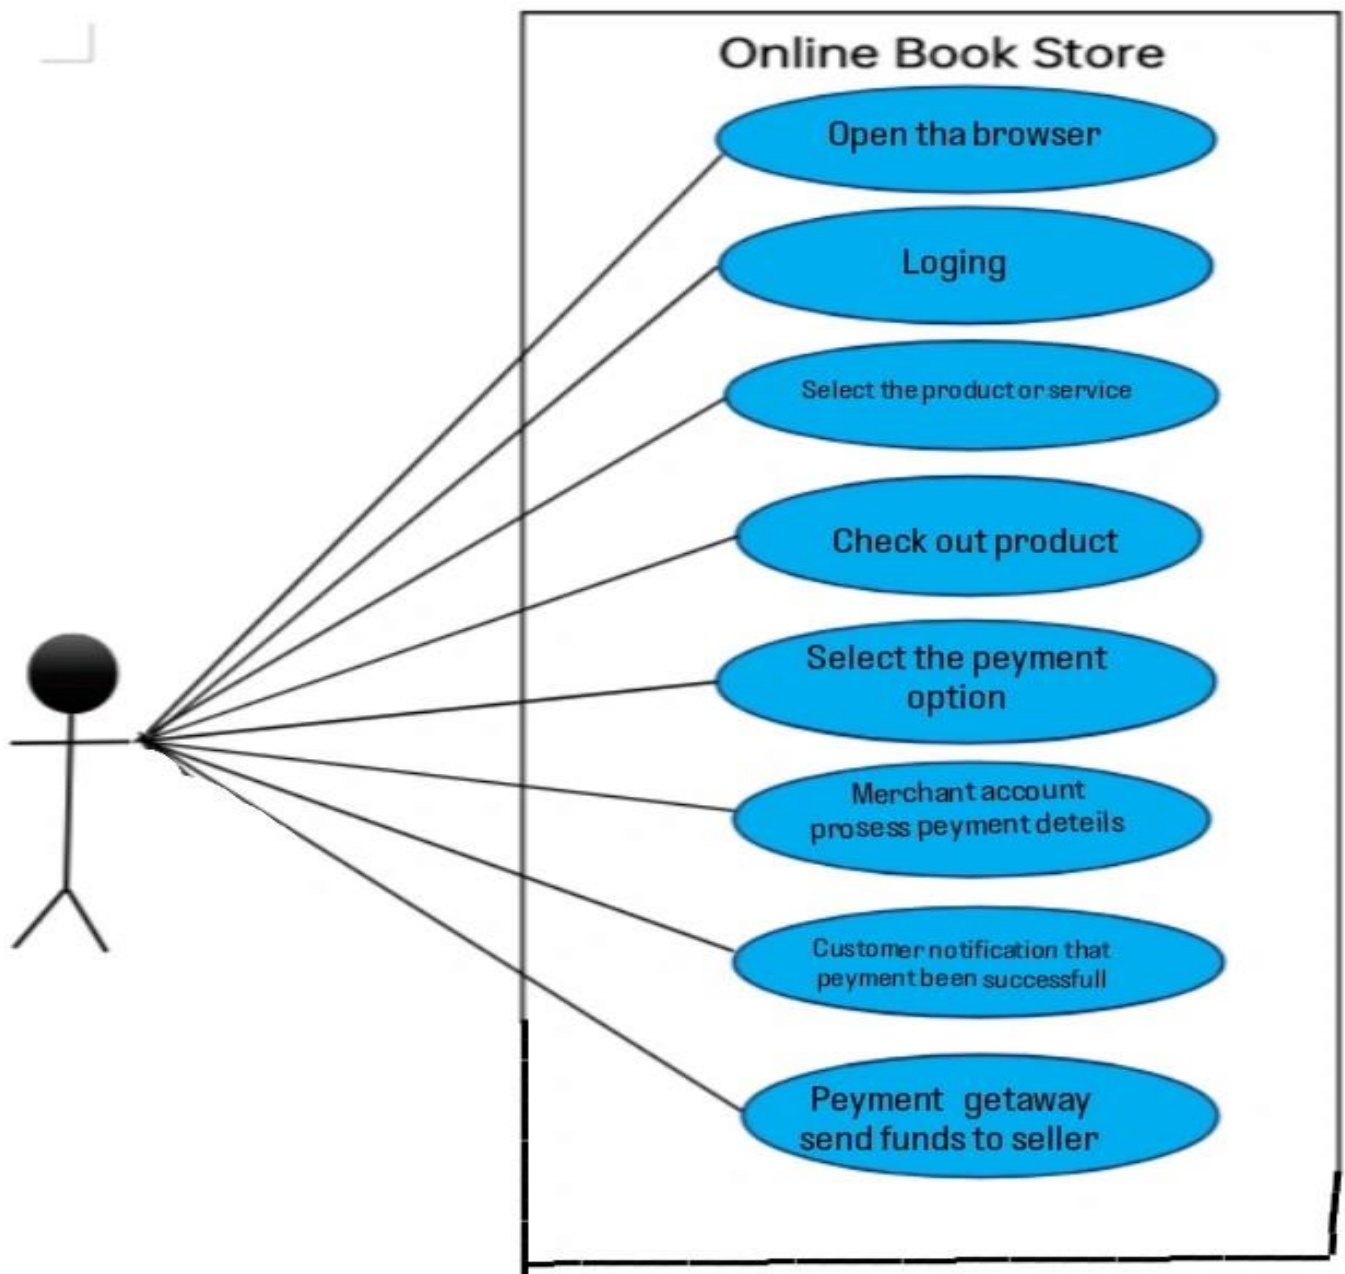 Online Book Store
Open tha browser
Loging
Select the product or service
Check out product
Select the peyment
option
Merchant account
prosess peyment deteils
Customer notification that
peyment been successfull
Peyment getaway
send funds to seller